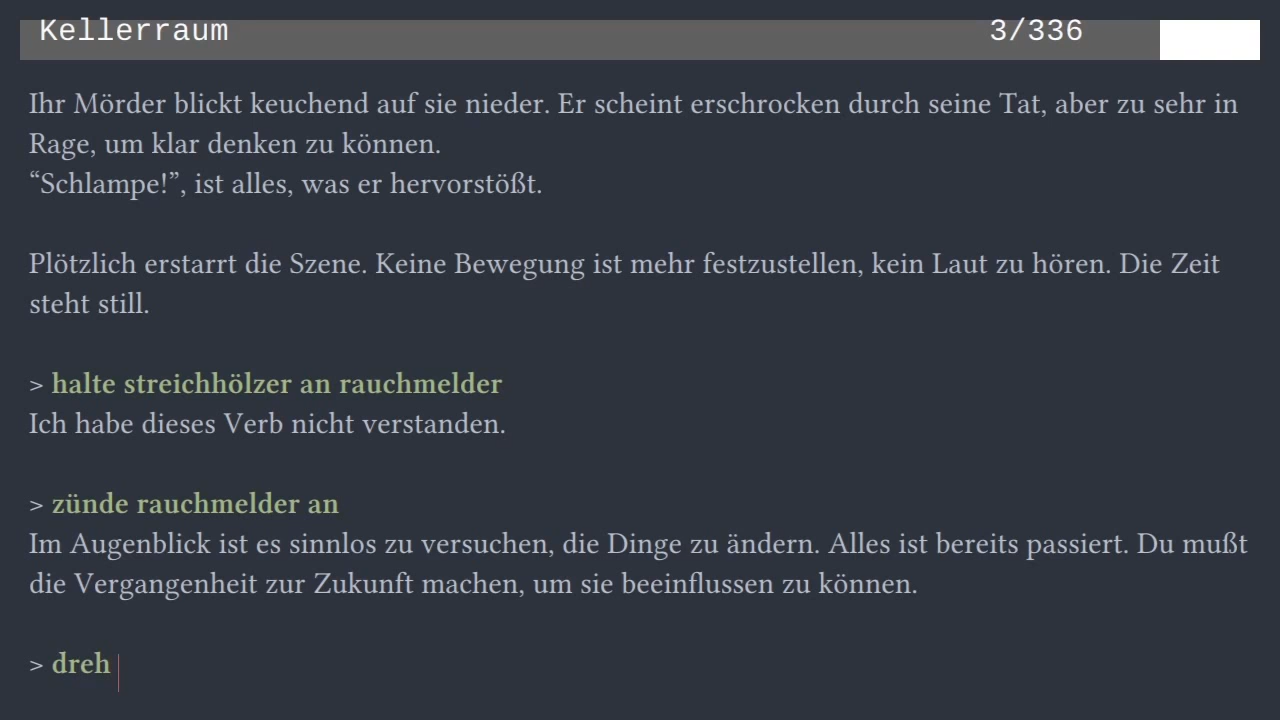 Kellerraum 3/336
Ihr Mörder blickt keuchend auf sie nieder. Er scheint erschrocken durch seine Tat, aber zu sehr in
Rage, um klar denken zu können.
“Schlampe!”, ist alles, was er hervorstößt.
Plötzlich erstarrt die Szene. Keine Bewegung ist mehr festzustellen, kein Laut zu hören. Die Zeit
steht still.
> halte streichhölzer an rauchmelder
Ich habe dieses Verb nicht verstanden.
> zünde rauchmelder an
Im Augenblick ist es sinnlos zu versuchen, die Dinge zu ändern. Alles ist bereits passiert. Du mußt
die Vergangenheit zur Zukunft machen, um sie beeinflussen zu können.
> dreh